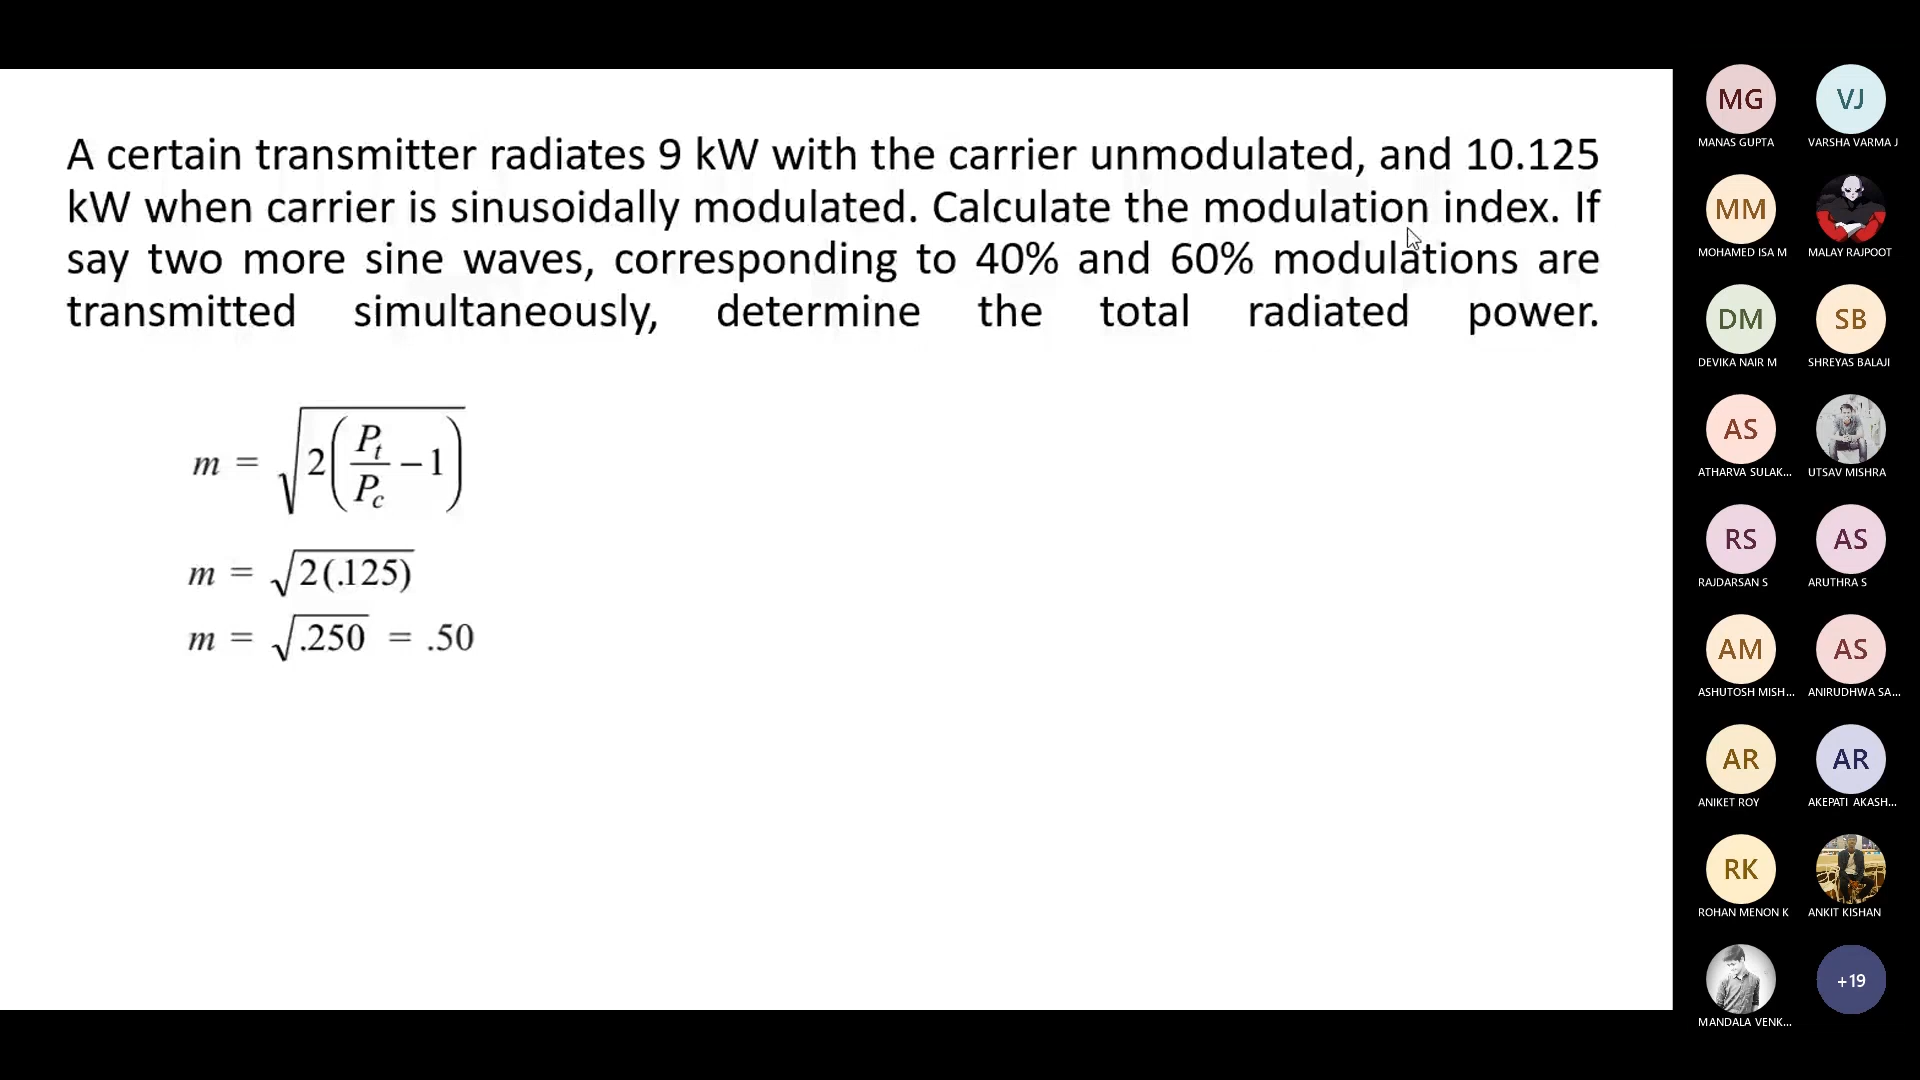 A certain transmitter radiates 9 kW with the carrier unmodulated, and 10.125
kW when carrier is sinusoidally modulated. Calculate the modulation index. If
say two more sine waves, corresponding to 40% and 60% modulations are
transmitted simultaneously, determine the total radiated power.
m = √(2(P_t/P_c − 1))
m = √2(.125)
m = √.250 = .50
MG VJ
MANAS GUPTA VARSHA VARMA J
MM
MOHAMED ISA M MALAY RAJPOOT
DM SB
DEVIKA NAIR M SHREYAS BALAJI
AS
ATHARVA SULAK... UTSAV MISHRA
RS AS
RAJDARSAN S ARUTHRA S
AM AS
ASHUTOSH MISH... ANIRUDHWA SA...
AR AR
ANIKET ROY AKEPATI AKASH...
RK
ROHAN MENON K ANKIT KISHAN
+19
MANDALA VENK...